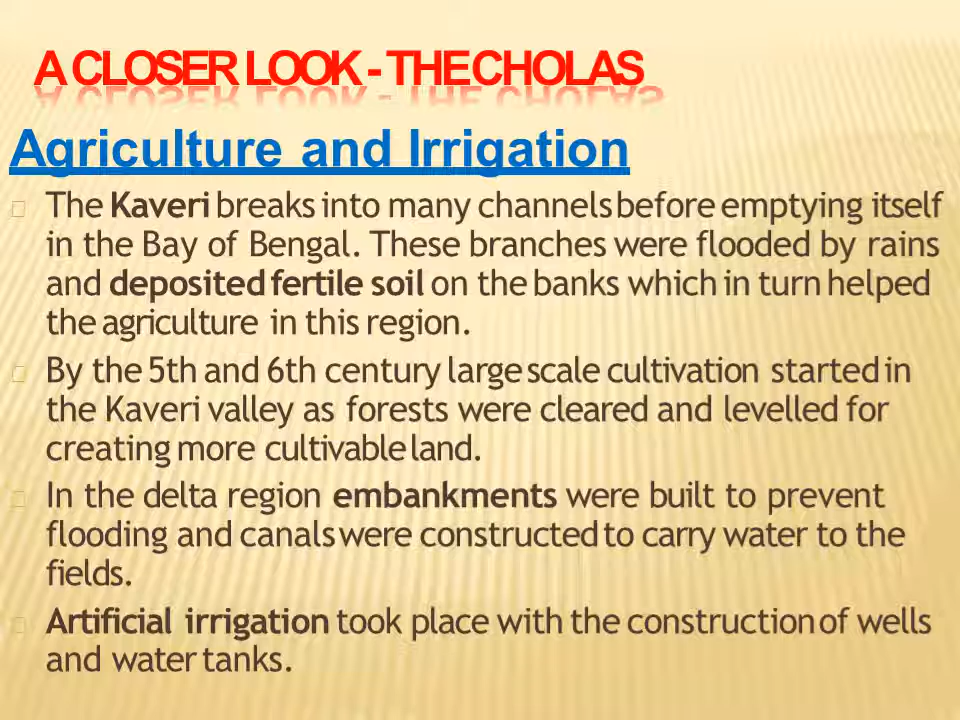 A CLOSER LOOK - THE CHOLAS
Agriculture and Irrigation
The Kaveri breaks into many channels before emptying itself
in the Bay of Bengal. These branches were flooded by rains
and deposited fertile soil on the banks which in turn helped
the agriculture in this region.
By the 5th and 6th century large scale cultivation started in
the Kaveri valley as forests were cleared and levelled for
creating more cultivable land.
In the delta region embankments were built to prevent
flooding and canals were constructed to carry water to the
fields.
Artificial irrigation took place with the construction of wells
and water tanks.